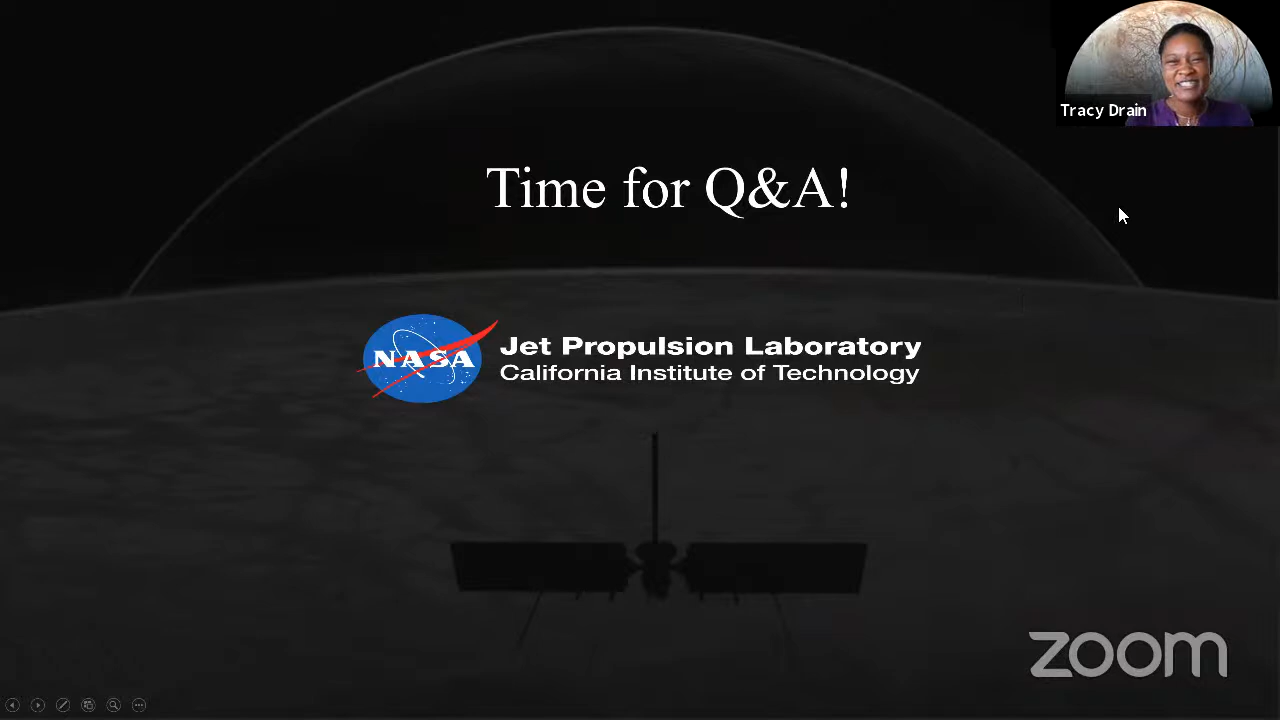 Tracy Drain
Time for Q&A!
NASA
Jet Propulsion Laboratory
California Institute of Technology
zoom